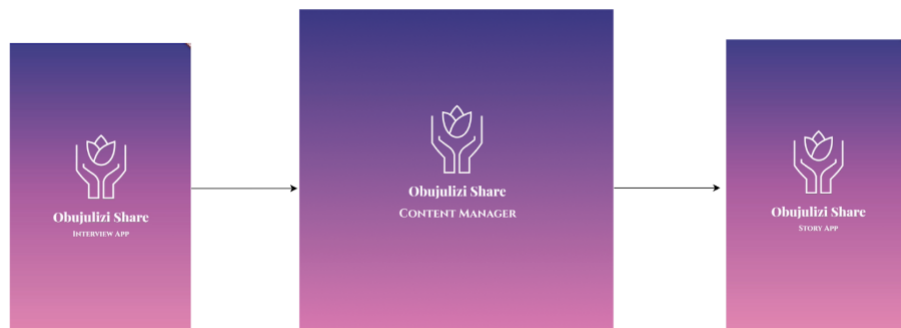 Obujulizi Share
Interview App
Obujulizi Share
Content Manager
Obujulizi Share
Story App